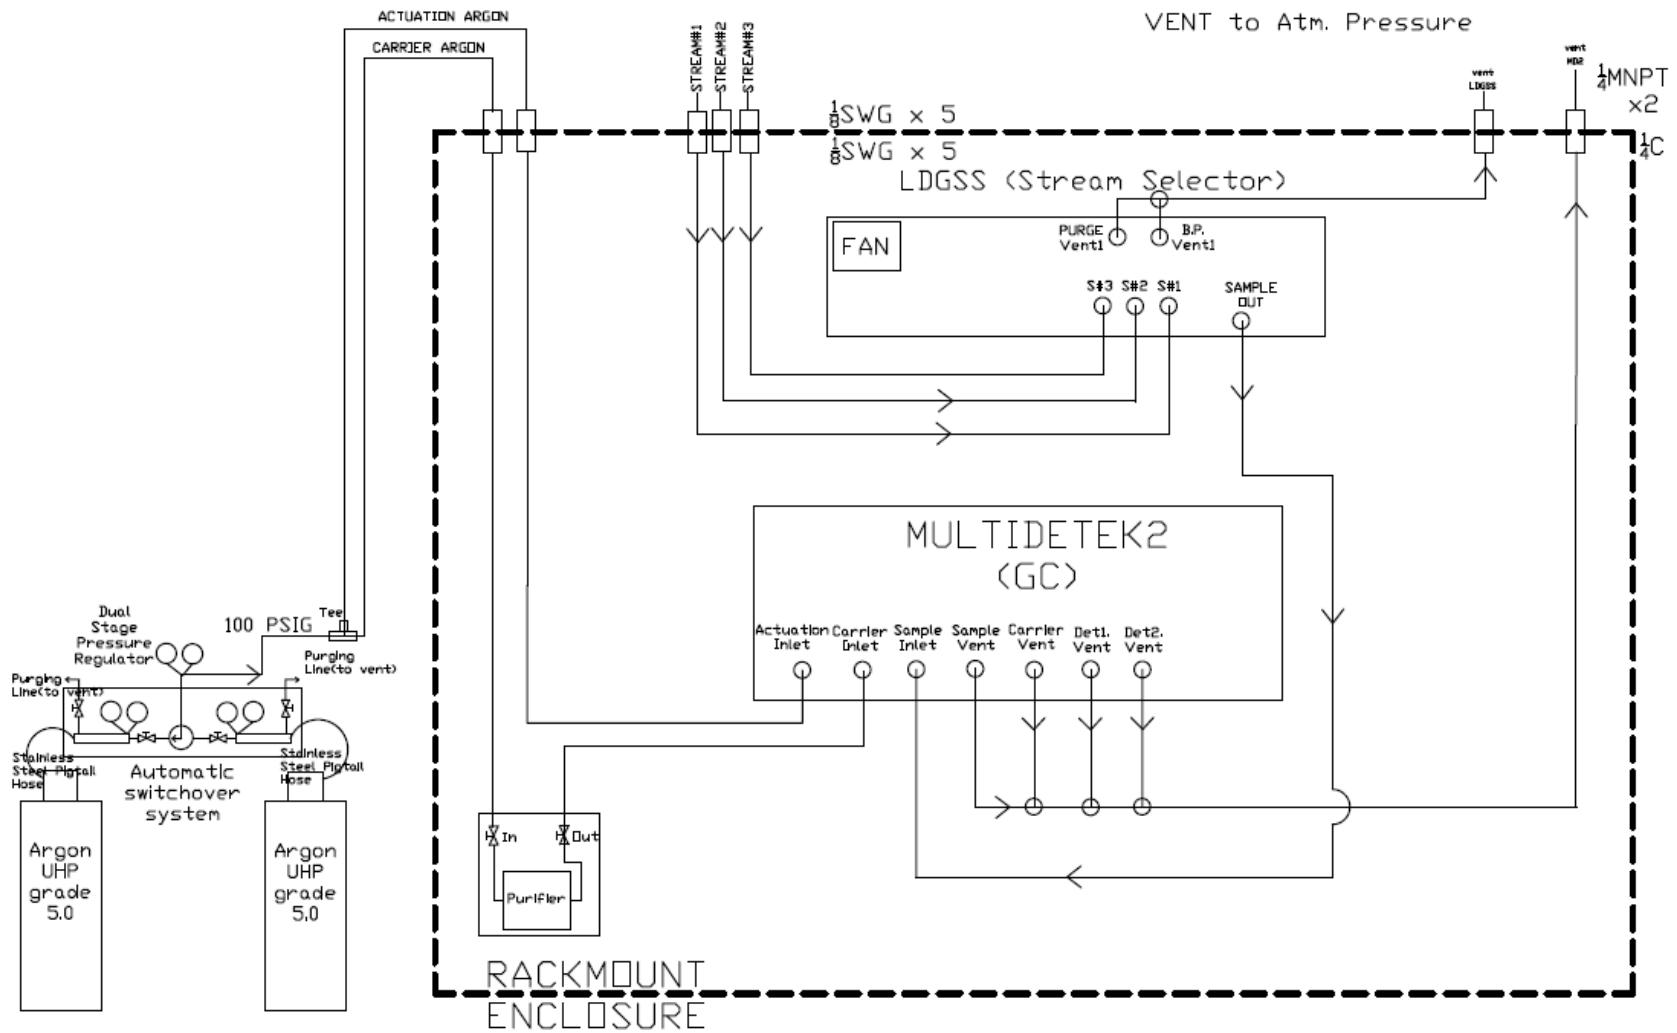 ACTUATION ARGON
CARRIER ARGON
STREAM#1
STREAM#2
STREAM#3
VENT to Atm. Pressure
vent
LDGSS
vent
MD2
1/4MNPT
x2
1/8SWG x 5
1/8SWG x 5
1/4C
LDGSS (Stream Selector)
FAN
PURGE
Vent1
B.P.
Vent1
S#3
S#2
S#1
SAMPLE
OUT
MULTIDETEK2
(GC)
Actuation
Inlet
Carrier
Inlet
Sample
Inlet
Sample
Vent
Carrier
Vent
Det1.
Vent
Det2.
Vent
Dual
Stage
Pressure
Regulator
100 PSIG
Tee
Purging
Line(to vent)
Purging
Line(to vent)
Stainless
Steel Pigtail
Hose
Stainless
Steel Pigtail
Hose
Automatic
switchover
system
Argon
UHP
grade
5.0
Argon
UHP
grade
5.0
In
Out
Purifier
RACKMOUNT
ENCLOSURE